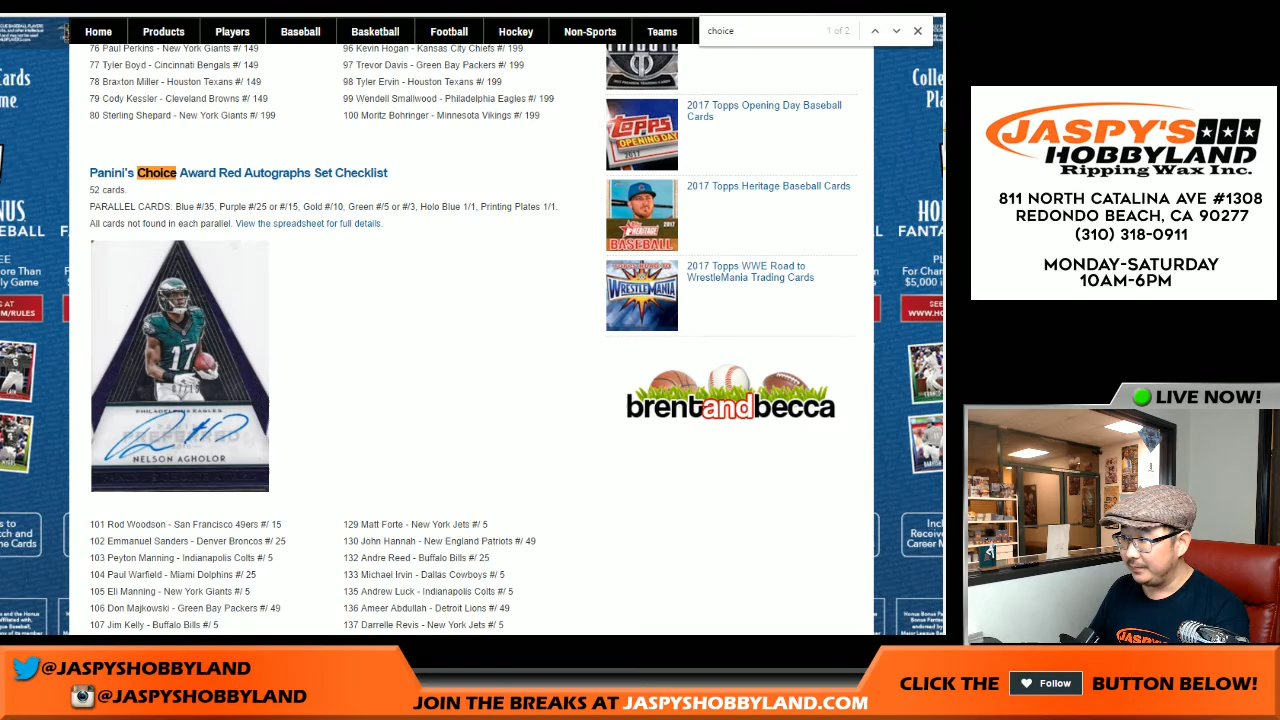 Home Products Players Baseball Basketball Football Hockey Non-Sports Teams
choice 1 of 2
76 Paul Perkins - New York Giants #/ 149
77 Tyler Boyd - Cincinnati Bengals #/ 149
78 Braxton Miller - Houston Texans #/ 149
79 Cody Kessler - Cleveland Browns #/ 149
80 Sterling Shepard - New York Giants #/ 199
96 Kevin Hogan - Kansas City Chiefs #/ 199
97 Trevor Davis - Green Bay Packers #/ 199
98 Tyler Ervin - Houston Texans #/ 199
99 Wendell Smallwood - Philadelphia Eagles #/ 199
100 Moritz Bohringer - Minnesota Vikings #/ 199
Panini's Choice Award Red Autographs Set Checklist
52 cards.
PARALLEL CARDS: Blue #/35, Purple #/25 or #/15, Gold #/10, Green #/5 or #/3, Holo Blue 1/1, Printing Plates 1/1.
All cards not found in each parallel. View the spreadsheet for full details.
PHILADELPHIA EAGLES
PREFERRED
NELSON AGHOLOR
101 Rod Woodson - San Francisco 49ers #/ 15
102 Emmanuel Sanders - Denver Broncos #/ 25
103 Peyton Manning - Indianapolis Colts #/ 5
104 Paul Warfield - Miami Dolphins #/ 25
105 Eli Manning - New York Giants #/ 5
106 Don Majkowski - Green Bay Packers #/ 49
107 Jim Kelly - Buffalo Bills #/ 5
129 Matt Forte - New York Jets #/ 5
130 John Hannah - New England Patriots #/ 49
132 Andre Reed - Buffalo Bills #/ 25
133 Michael Irvin - Dallas Cowboys #/ 5
135 Andrew Luck - Indianapolis Colts #/ 5
136 Ameer Abdullah - Detroit Lions #/ 49
137 Darrelle Revis - New York Jets #/ 5
TRIBUTE
Topps
OPENING DAY
2017
2017 Topps Opening Day Baseball
Cards
HERITAGE
BASEBALL
2017 Topps Heritage Baseball Cards
WRESTLEMANIA
2017 Topps WWE Road to
WrestleMania Trading Cards
brentandbecca
JASPY'S
HOBBYLAND
Ripping Wax Inc.
811 NORTH CATALINA AVE #1308
REDONDO BEACH, CA 90277
(310) 318-0911
MONDAY-SATURDAY
10AM-6PM
LIVE NOW!
JASPY'S
@JASPYSHOBBYLAND
@JASPYSHOBBYLAND
JOIN THE BREAKS AT JASPYSHOBBYLAND.COM
CLICK THE Follow BUTTON BELOW!